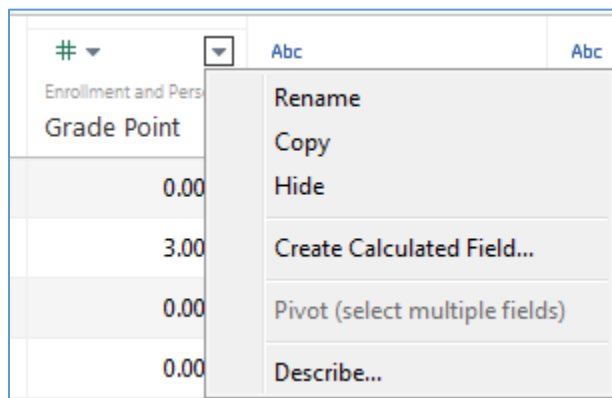 # Abc Abc
Enrollment and Pers
Grade Point
Rename
Copy
Hide
Create Calculated Field...
Pivot (select multiple fields)
Describe...
0.00
3.00
0.00
0.00